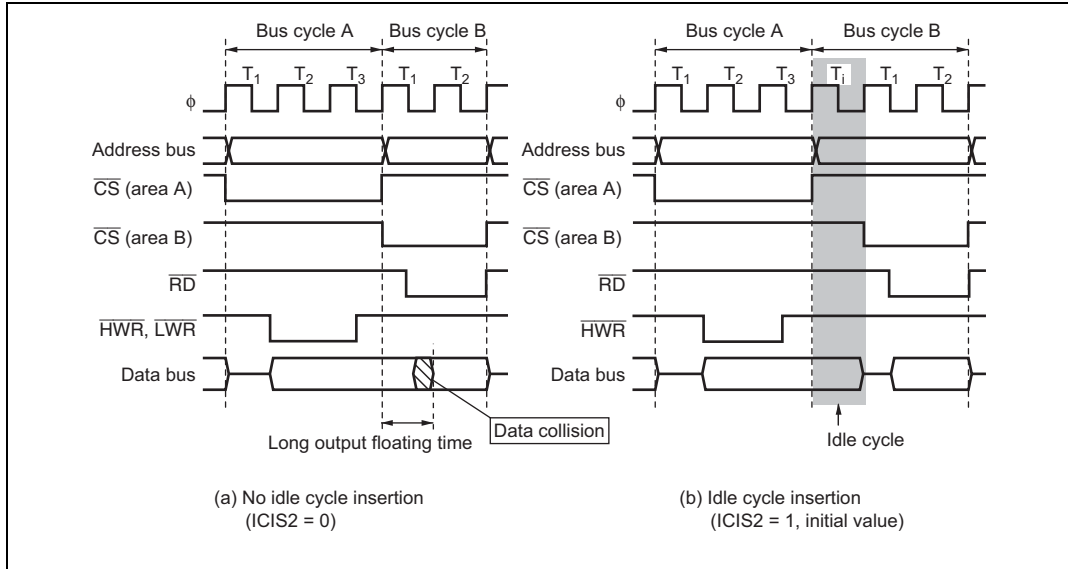 Bus cycle A Bus cycle B
T1 T2 T3 T1 T2
ϕ
Address bus
CS (area A)
CS (area B)
RD
HWR, LWR
Data bus
Long output floating time
Data collision
(a) No idle cycle insertion
(ICIS2 = 0)
Bus cycle A Bus cycle B
T1 T2 T3 Ti T1 T2
ϕ
Address bus
CS (area A)
CS (area B)
RD
HWR
Data bus
Idle cycle
(b) Idle cycle insertion
(ICIS2 = 1, initial value)